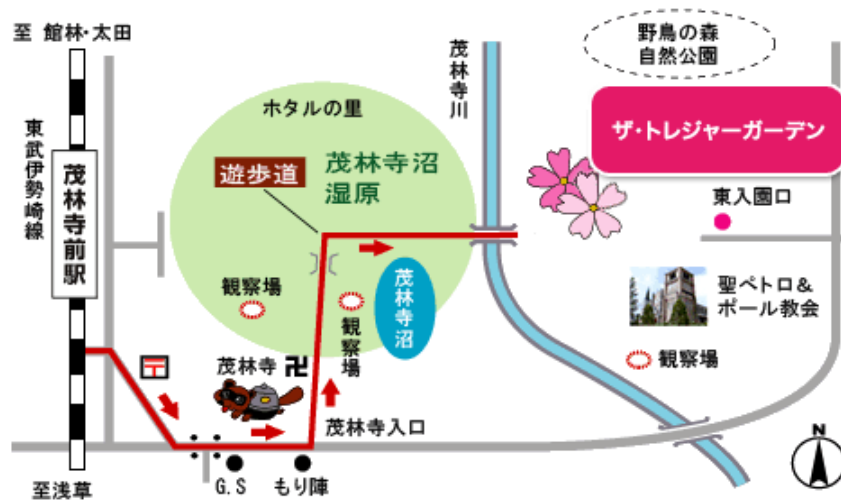 至 館林・太田
東武伊勢崎線
茂林寺前駅
至浅草
ホタルの里
遊歩道
茂林寺沼
湿原
観察場
観察場
茂林寺沼
〒
茂林寺 卍
茂林寺入口
G.S
もり陣
茂林寺川
野鳥の森
自然公園
ザ・トレジャーガーデン
東入園口
聖ペトロ&
ポール教会
観察場
N